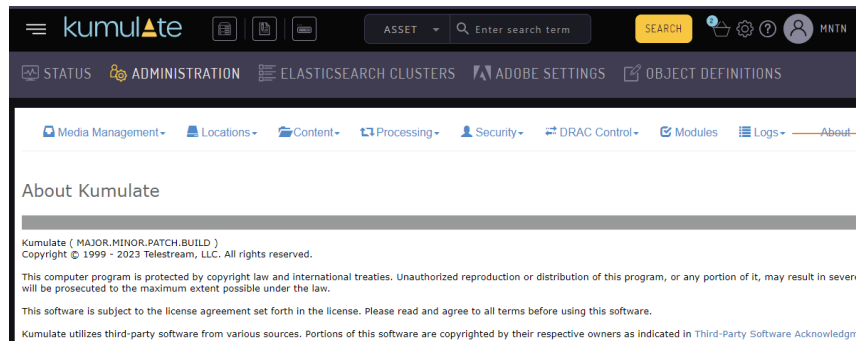 kumulate ASSET Enter search term SEARCH 2 MNTN
STATUS ADMINISTRATION ELASTICSEARCH CLUSTERS ADOBE SETTINGS OBJECT DEFINITIONS
Media Management Locations Content Processing Security DRAC Control Modules Logs About
About Kumulate
Kumulate ( MAJOR.MINOR.PATCH.BUILD )
Copyright © 1999 - 2023 Telestream, LLC. All rights reserved.
This computer program is protected by copyright law and international treaties. Unauthorized reproduction or distribution of this program, or any portion of it, may result in severe
will be prosecuted to the maximum extent possible under the law.
This software is subject to the license agreement set forth in the license. Please read and agree to all terms before using this software.
Kumulate utilizes third-party software from various sources. Portions of this software are copyrighted by their respective owners as indicated in Third-Party Software Acknowledgm